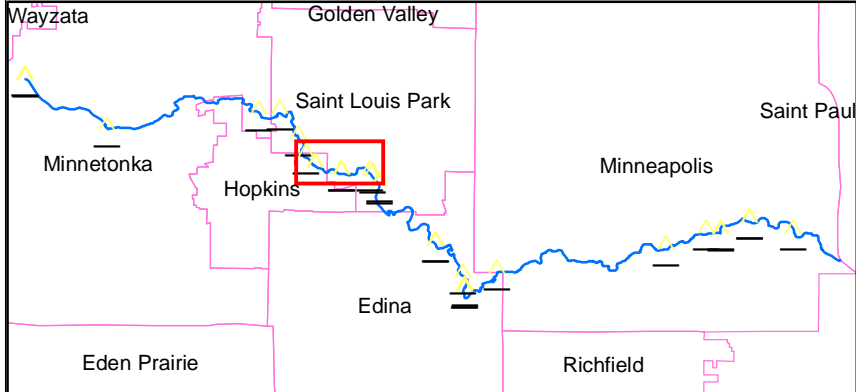 Wayzata
Golden Valley
Saint Louis Park
Saint Paul
Minnetonka
Minneapolis
Hopkins
Edina
Eden Prairie
Richfield